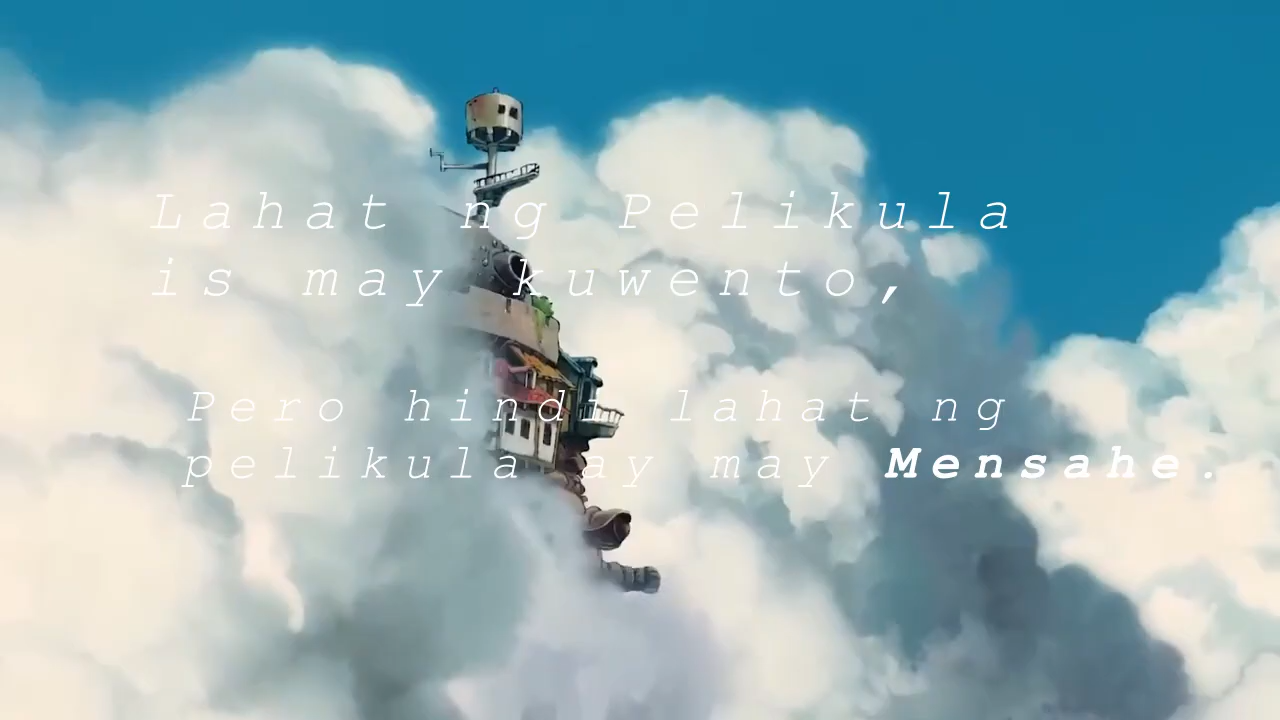 Lahat ng Pelikula
is may kuwento,
Pero hindi lahat ng
pelikula ay may Mensahe.